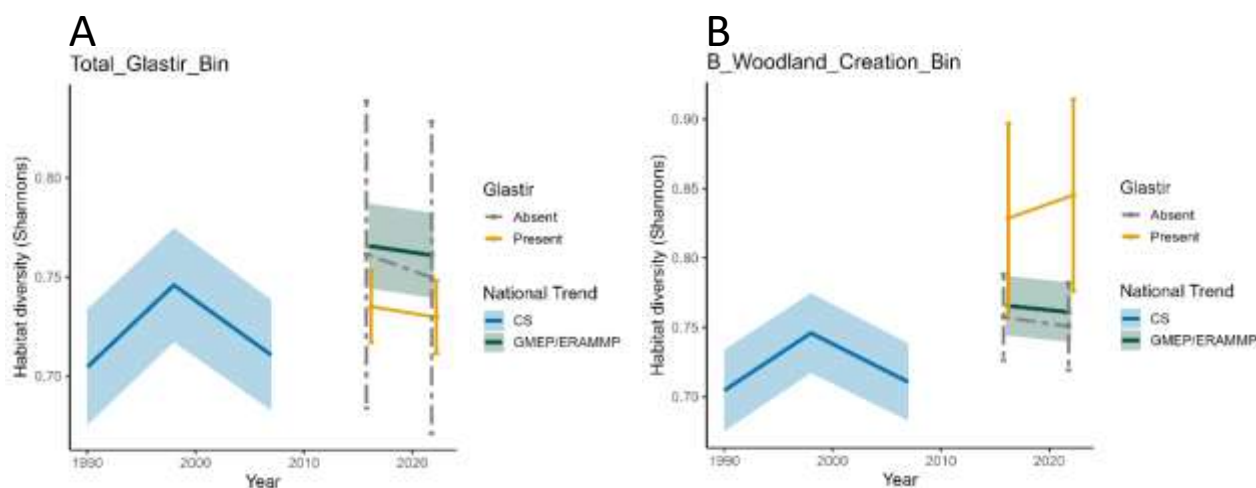 A
Total_Glastir_Bin
Habitat diversity (Shannons)
0.80
0.75
0.70
1990
2000
2010
2020
Year
Glastir
Absent
Present
National Trend
CS
GMEP/ERAMMP
B
B_Woodland_Creation_Bin
Habitat diversity (Shannons)
0.90
0.85
0.80
0.75
0.70
1990
2000
2010
2020
Year
Glastir
Absent
Present
National Trend
CS
GMEP/ERAMMP